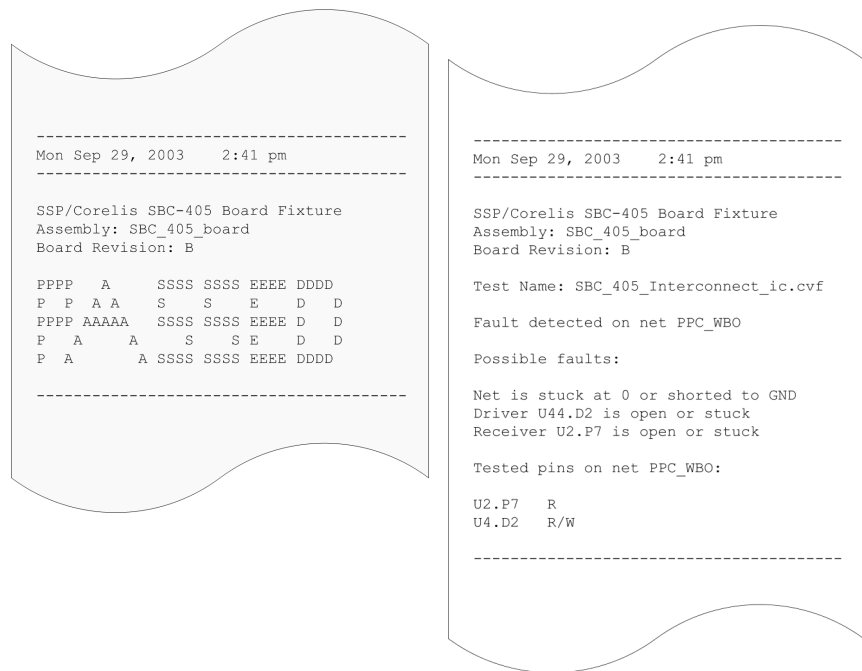 ----------------------------------------
Mon Sep 29, 2003    2:41 pm
----------------------------------------
SSP/Corelis SBC-405 Board Fixture
Assembly: SBC_405_board
Board Revision: B
PPPP   A     SSSS SSSS EEEE DDDD
P  P  A A    S    S    E    D   D
PPPP AAAAA   SSSS SSSS EEEE D   D
P   A     A     S    S E    D   D
P  A       A SSSS SSSS EEEE DDDD
----------------------------------------
----------------------------------------
Mon Sep 29, 2003    2:41 pm
----------------------------------------
SSP/Corelis SBC-405 Board Fixture
Assembly: SBC_405_board
Board Revision: B
Test Name: SBC_405_Interconnect_ic.cvf
Fault detected on net PPC_WBO
Possible faults:
Net is stuck at 0 or shorted to GND
Driver U44.D2 is open or stuck
Receiver U2.P7 is open or stuck
Tested pins on net PPC_WBO:
U2.P7   R
U4.D2   R/W
----------------------------------------